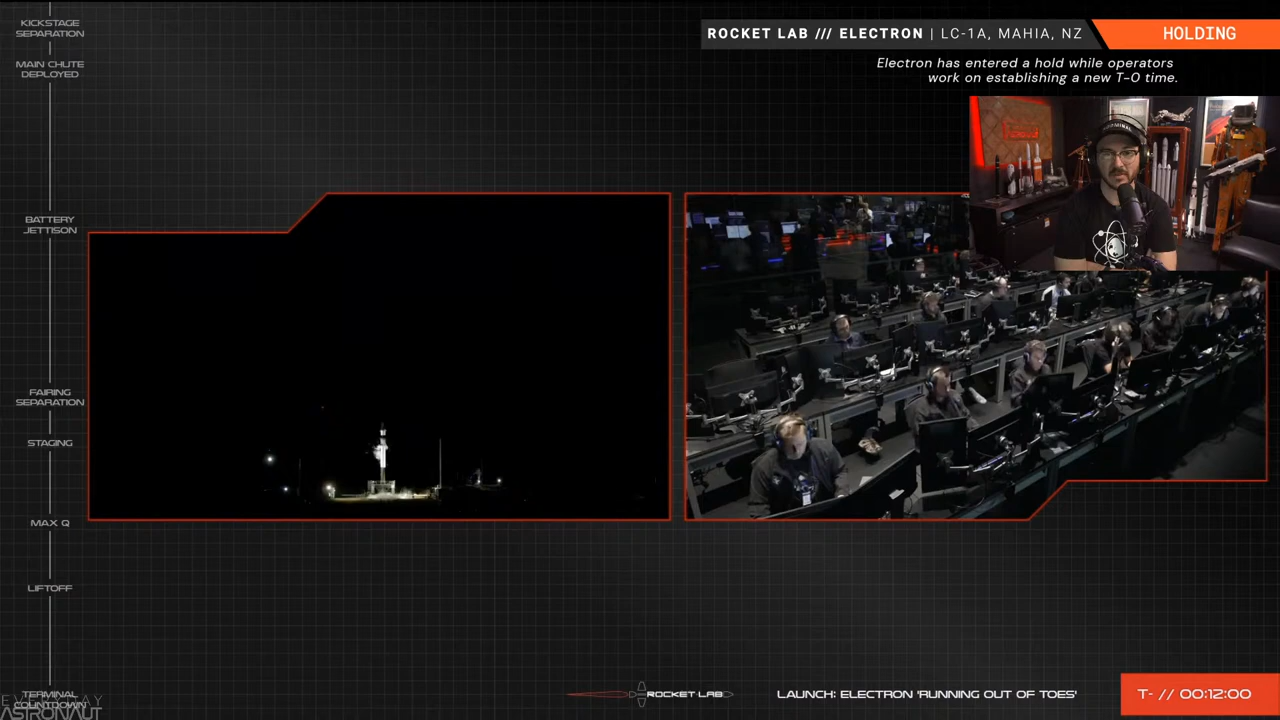 KICKSTAGE
SEPARATION
MAIN CHUTE
DEPLOYED
BATTERY
JETTISON
FAIRING
SEPARATION
STAGING
MAX Q
LIFTOFF
TERMINAL
COUNTDOWN
EVERYDAY
ASTRONAUT
ROCKET LAB /// ELECTRON | LC-1A, MAHIA, NZ
HOLDING
Electron has entered a hold while operators
work on establishing a new T-0 time.
ROCKET LAB
LAUNCH: ELECTRON 'RUNNING OUT OF TOES'
T- // 00:12:00